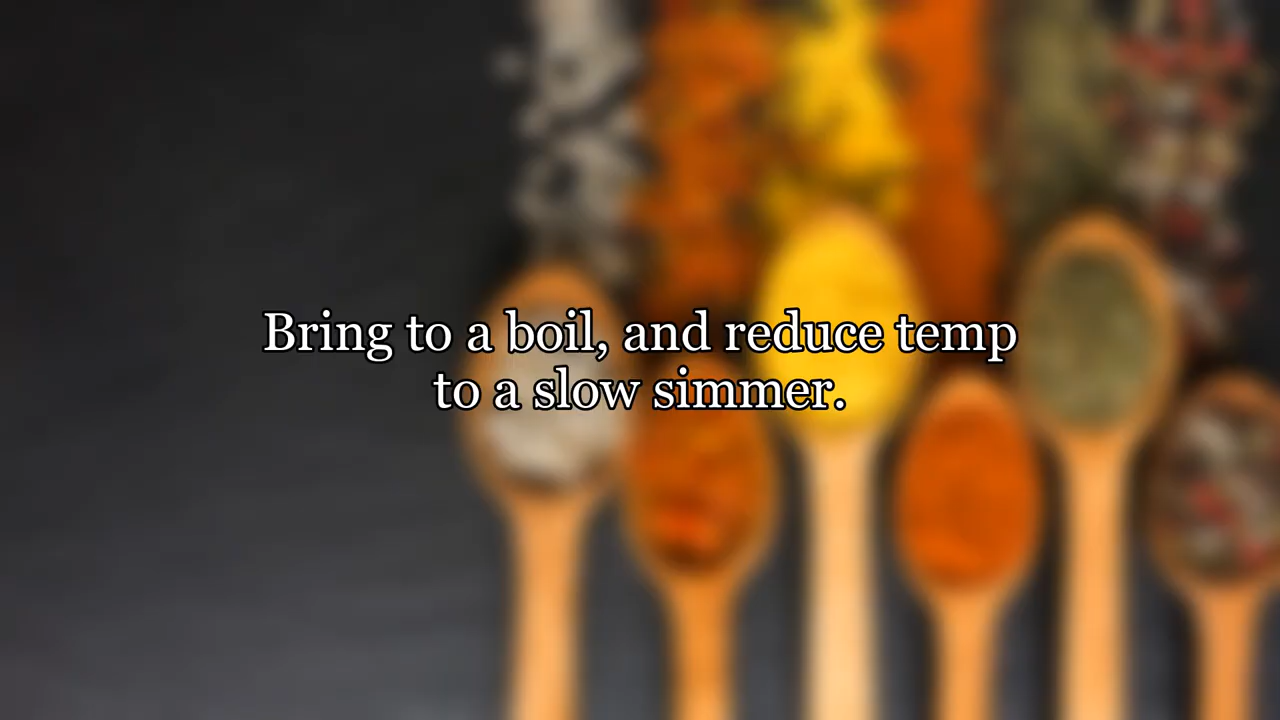 Bring to a boil, and reduce temp
to a slow simmer.